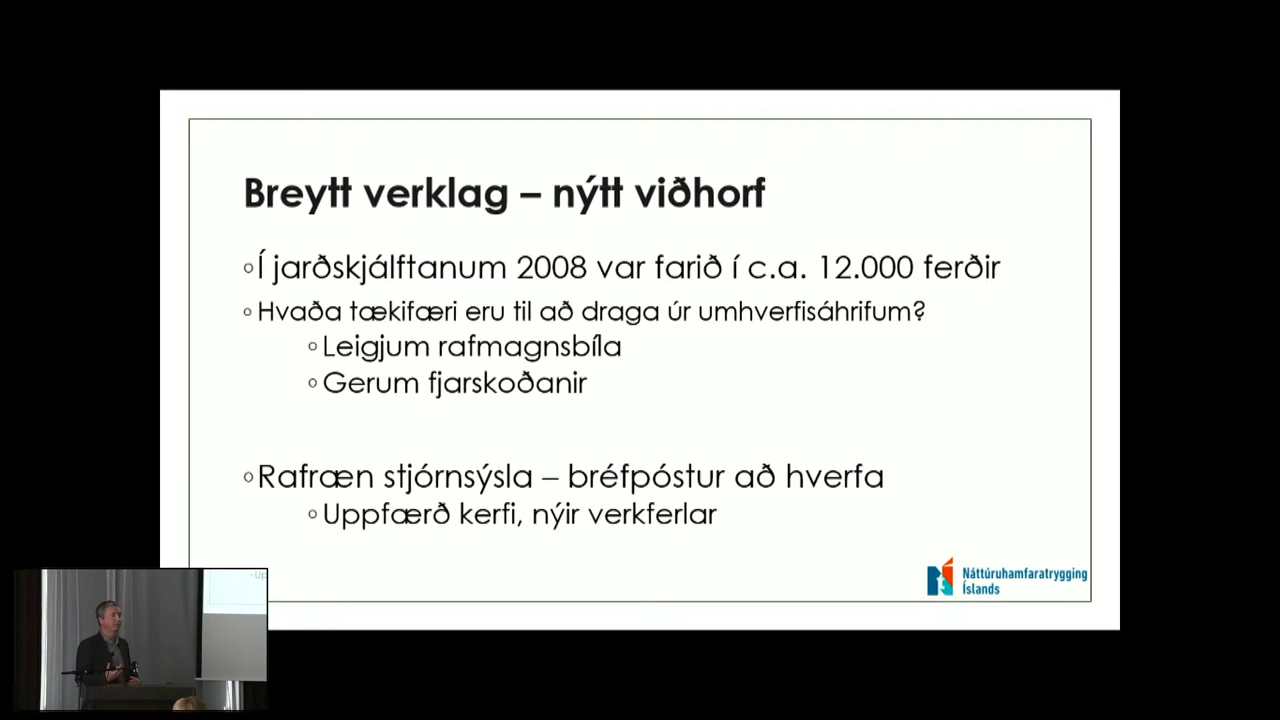 Breytt verklag – nýtt viðhorf
Í jarðskjálftanum 2008 var farið í c.a. 12.000 ferðir
Hvaða tækifæri eru til að draga úr umhverfisáhrifum?
Leigjum rafmagnsbíla
Gerum fjarskoðanir
Rafræn stjórnsýsla – bréfpóstur að hverfa
Uppfærð kerfi, nýir verkferlar
Náttúruhamfaratrygging
Íslands